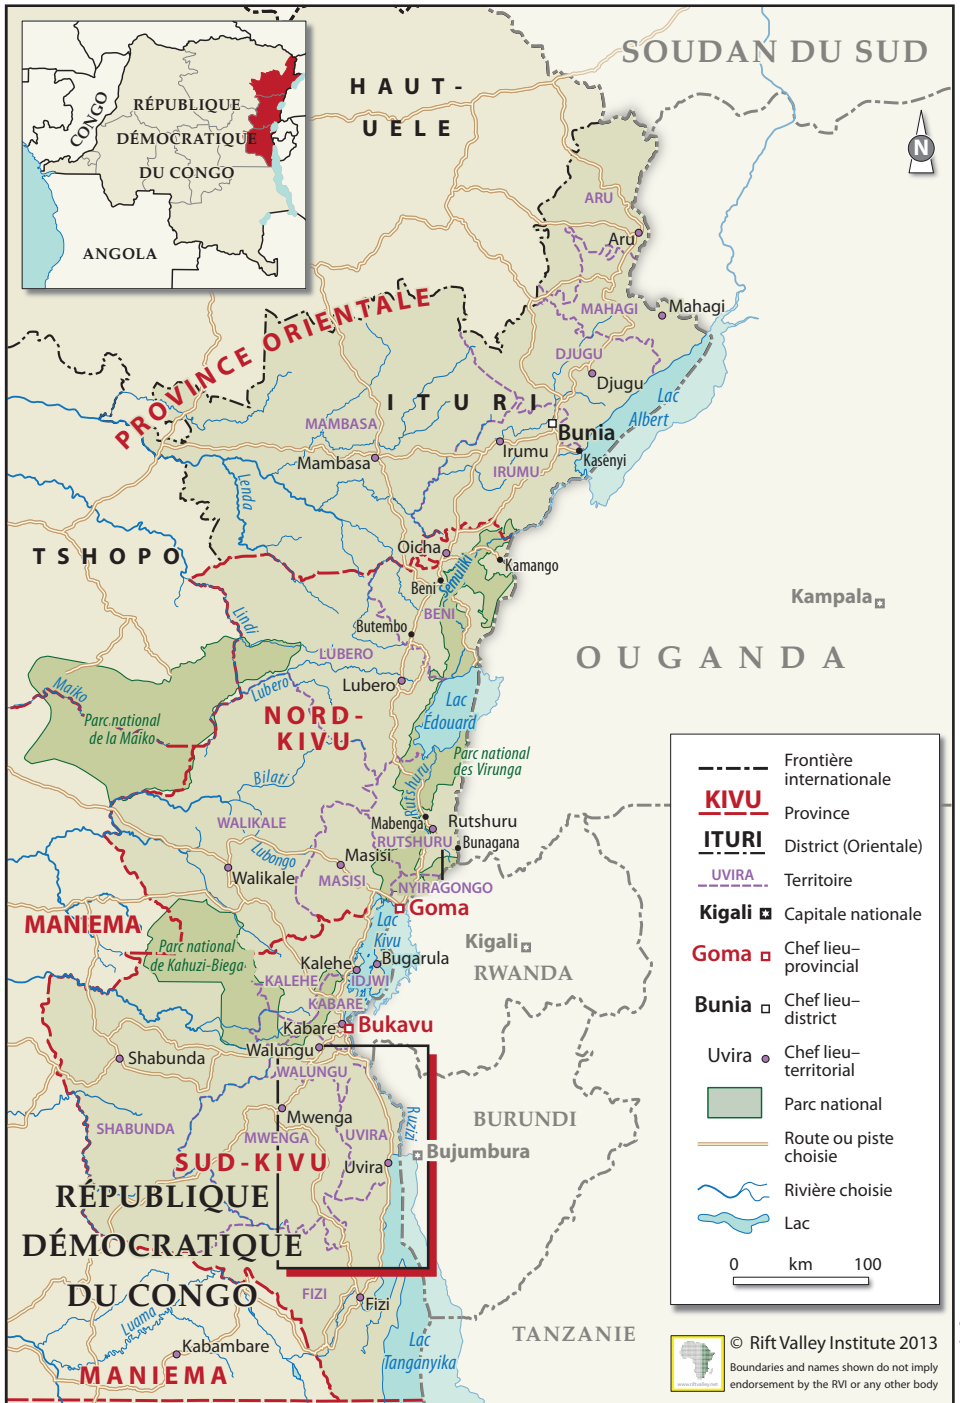 SOUDAN DU SUD
HAUT-
UELE
RÉPUBLIQUE
DÉMOCRATIQUE
DU CONGO
CONGO
ANGOLA
N
ARU
Aru
MAHAGI
Mahagi
PROVINCE ORIENTALE
DJUGU
Djugu
Lac
Albert
ITURI
MAMBASA
Bunia
Irumu
Kasenyi
Mambasa
IRUMU
Lenda
TSHOPO
Oicha
Kamango
Semuliki
Beni
BENI
Kampala
Lindi
Butembo
LUBERO
OUGANDA
Lubero
Lubero
Maiko
Parc national
de la Maiko
NORD-
KIVU
Lac
Édouard
Parc national
des Virunga
Bilati
Rutshuru
Mabenga
Rutshuru
WALIKALE
RUTSHURU
Bunagana
Lubongo
Masisi
Walikale
MASISI
NYIRAGONGO
Goma
MANIEMA
Lac
Kivu
Kigali
Parc national
de Kahuzi-Biega
Kalehe
Bugarula
RWANDA
KALEHE
IDJWI
KABARE
Kabare
Bukavu
Walungu
Shabunda
WALUNGU
Mwenga
Ruzizi
BURUNDI
SHABUNDA
MWENGA
UVIRA
Bujumbura
SUD-KIVU
Uvira
RÉPUBLIQUE
DÉMOCRATIQUE
DU CONGO
FIZI
Fizi
Luama
Kabambare
Lac
Tanganyika
TANZANIE
MANIEMA
Frontière
internationale
KIVU Province
ITURI District (Orientale)
UVIRA Territoire
Kigali Capitale nationale
Goma Chef lieu–
provincial
Bunia Chef lieu–
district
Uvira Chef lieu–
territorial
Parc national
Route ou piste
choisie
Rivière choisie
Lac
0 km 100
© Rift Valley Institute 2013
Boundaries and names shown do not imply
endorsement by the RVI or any other body
www.riftvalley.net